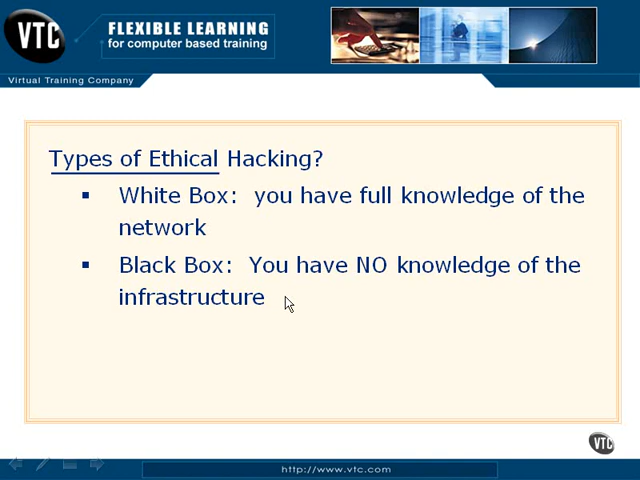 VTC
FLEXIBLE LEARNING
for computer based training
Virtual Training Company
Types of Ethical Hacking?
White Box:  you have full knowledge of the
network
Black Box:  You have NO knowledge of the
infrastructure
VTC
http://www.vtc.com